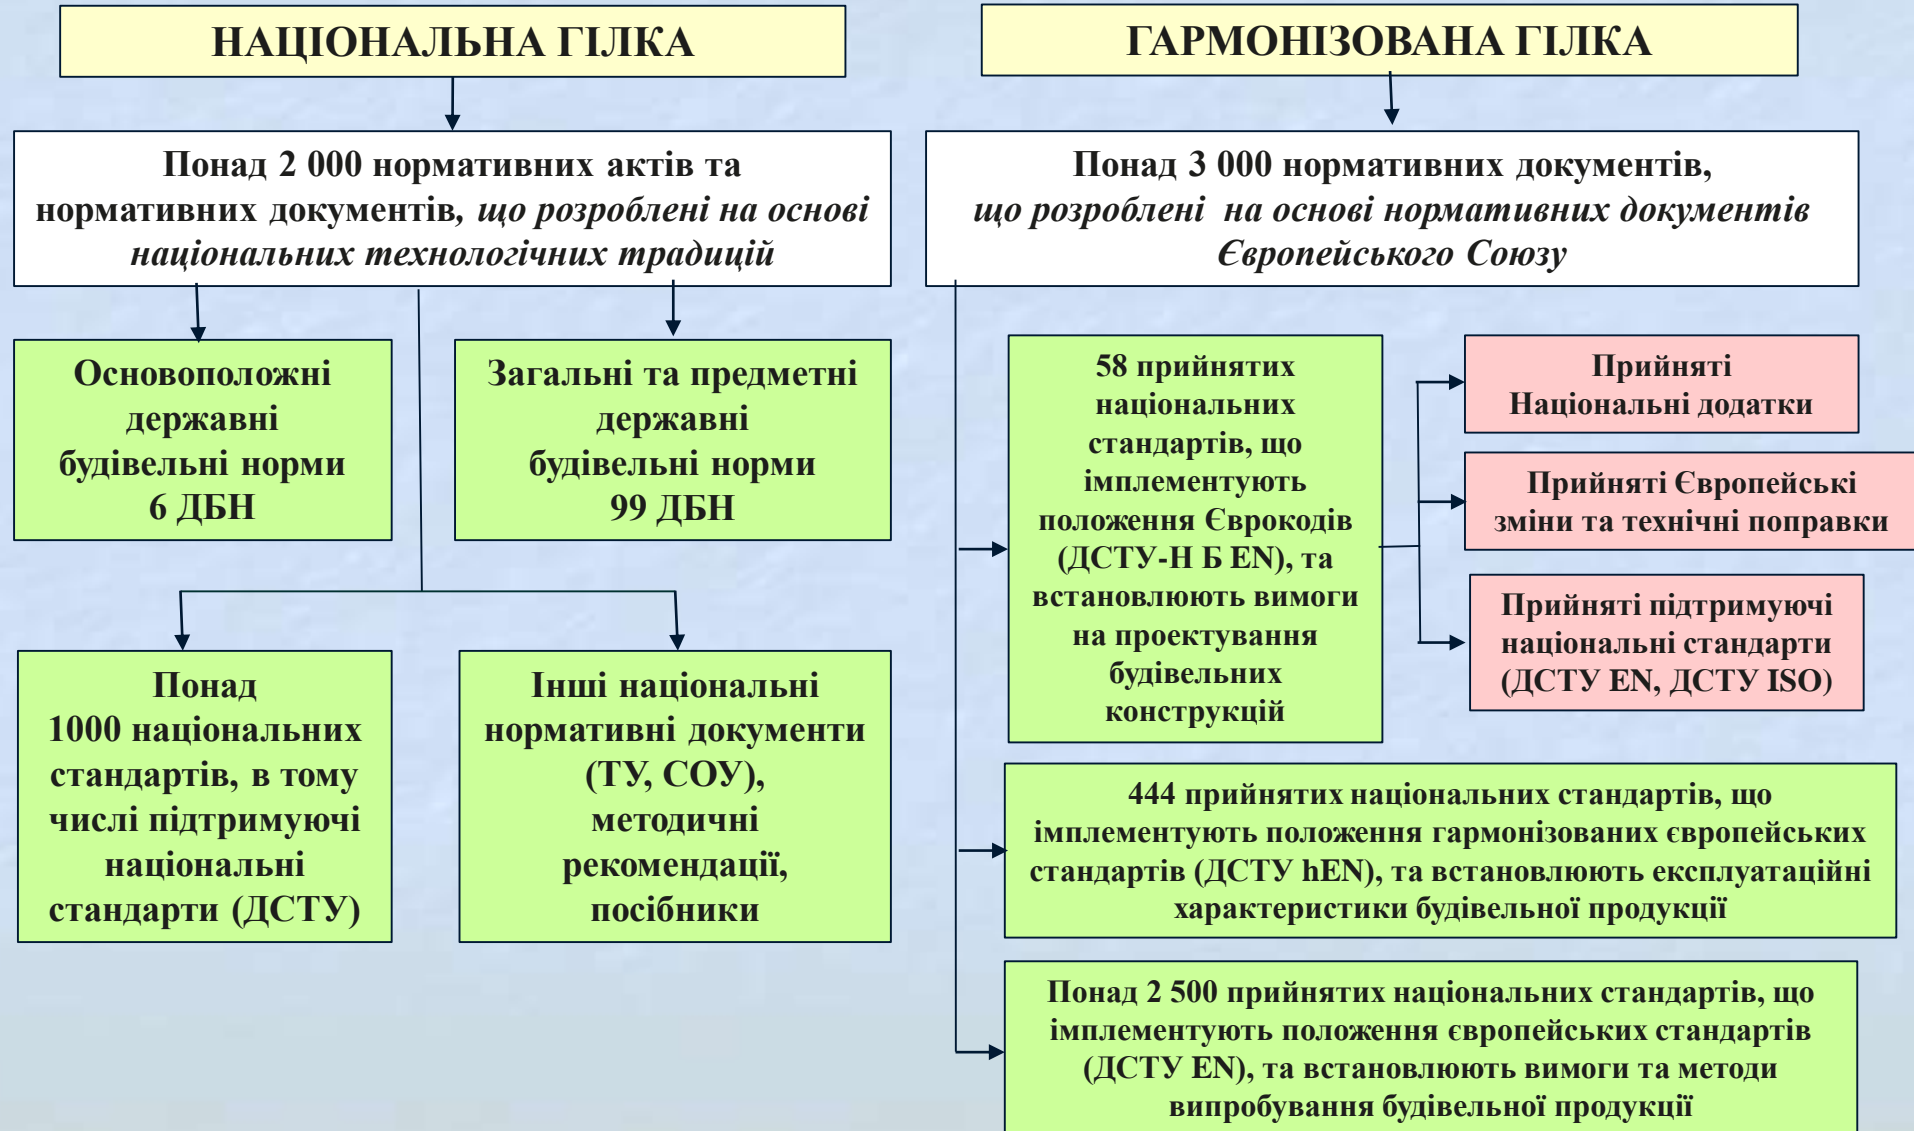 НАЦІОНАЛЬНА ГІЛКА
Понад 2 000 нормативних актів та
нормативних документів, що розроблені на основі
національних технологічних традицій
Основоположні
державні
будівельні норми
6 ДБН
Загальні та предметні
державні
будівельні норми
99 ДБН
Понад
1000 національних
стандартів, в тому
числі підтримуючі
національні
стандарти (ДСТУ)
Інші національні
нормативні документи
(ТУ, СОУ),
методичні
рекомендації,
посібники
ГАРМОНІЗОВАНА ГІЛКА
Понад 3 000 нормативних документів,
що розроблені на основі нормативних документів
Європейського Союзу
58 прийнятих
національних
стандартів, що
імплементують
положення Єврокодів
(ДСТУ-Н Б EN), та
встановлюють вимоги
на проектування
будівельних
конструкцій
Прийняті
Національні додатки
Прийняті Європейські
зміни та технічні поправки
Прийняті підтримуючі
національні стандарти
(ДСТУ EN, ДСТУ ISO)
444 прийнятих національних стандартів, що
імплементують положення гармонізованих європейських
стандартів (ДСТУ hEN), та встановлюють експлуатаційні
характеристики будівельної продукції
Понад 2 500 прийнятих національних стандартів, що
імплементують положення європейських стандартів
(ДСТУ EN), та встановлюють вимоги та методи
випробування будівельної продукції